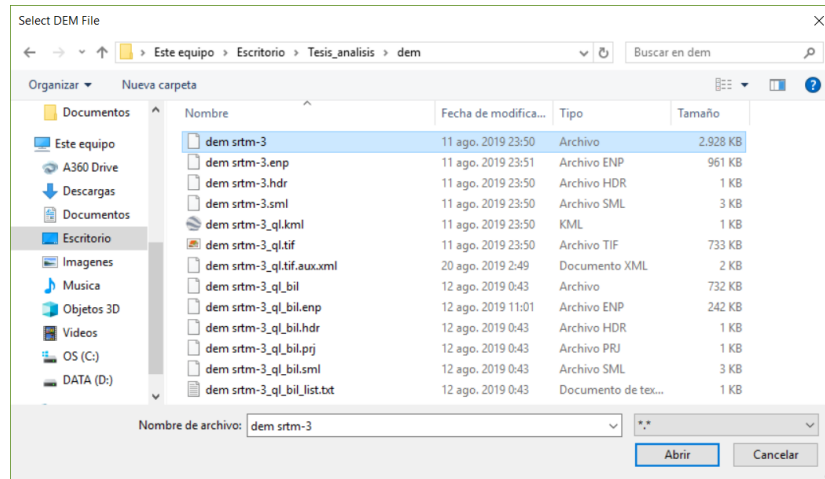 Select DEM File
Este equipo > Escritorio > Tesis_analisis > dem
Buscar en dem
Organizar Nueva carpeta
Documentos
Este equipo
A360 Drive
Descargas
Documentos
Escritorio
Imagenes
Musica
Objetos 3D
Videos
OS (C:)
DATA (D:)
Nombre Fecha de modifica... Tipo Tamaño
dem srtm-3 11 ago. 2019 23:50 Archivo 2.928 KB
dem srtm-3.enp 11 ago. 2019 23:51 Archivo ENP 961 KB
dem srtm-3.hdr 11 ago. 2019 23:50 Archivo HDR 1 KB
dem srtm-3.sml 11 ago. 2019 23:50 Archivo SML 3 KB
dem srtm-3_ql.kml 11 ago. 2019 23:50 KML 1 KB
dem srtm-3_ql.tif 11 ago. 2019 23:50 Archivo TIF 733 KB
dem srtm-3_ql.tif.aux.xml 20 ago. 2019 2:49 Documento XML 2 KB
dem srtm-3_ql_bil 12 ago. 2019 0:43 Archivo 732 KB
dem srtm-3_ql_bil.enp 12 ago. 2019 11:01 Archivo ENP 242 KB
dem srtm-3_ql_bil.hdr 12 ago. 2019 0:43 Archivo HDR 1 KB
dem srtm-3_ql_bil.prj 12 ago. 2019 0:43 Archivo PRJ 1 KB
dem srtm-3_ql_bil.sml 12 ago. 2019 0:43 Archivo SML 3 KB
dem srtm-3_ql_bil_list.txt 12 ago. 2019 0:43 Documento de tex... 1 KB
Nombre de archivo: dem srtm-3 *.*
Abrir Cancelar